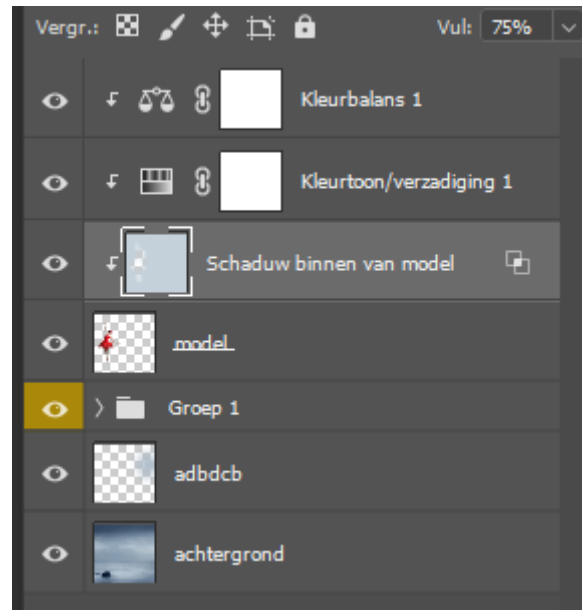 Vergr.: Vul: 75%
Kleurbalans 1
Kleurtoon/verzadiging 1
Schaduw binnen van model
model
Groep 1
adbdcb
achtergrond